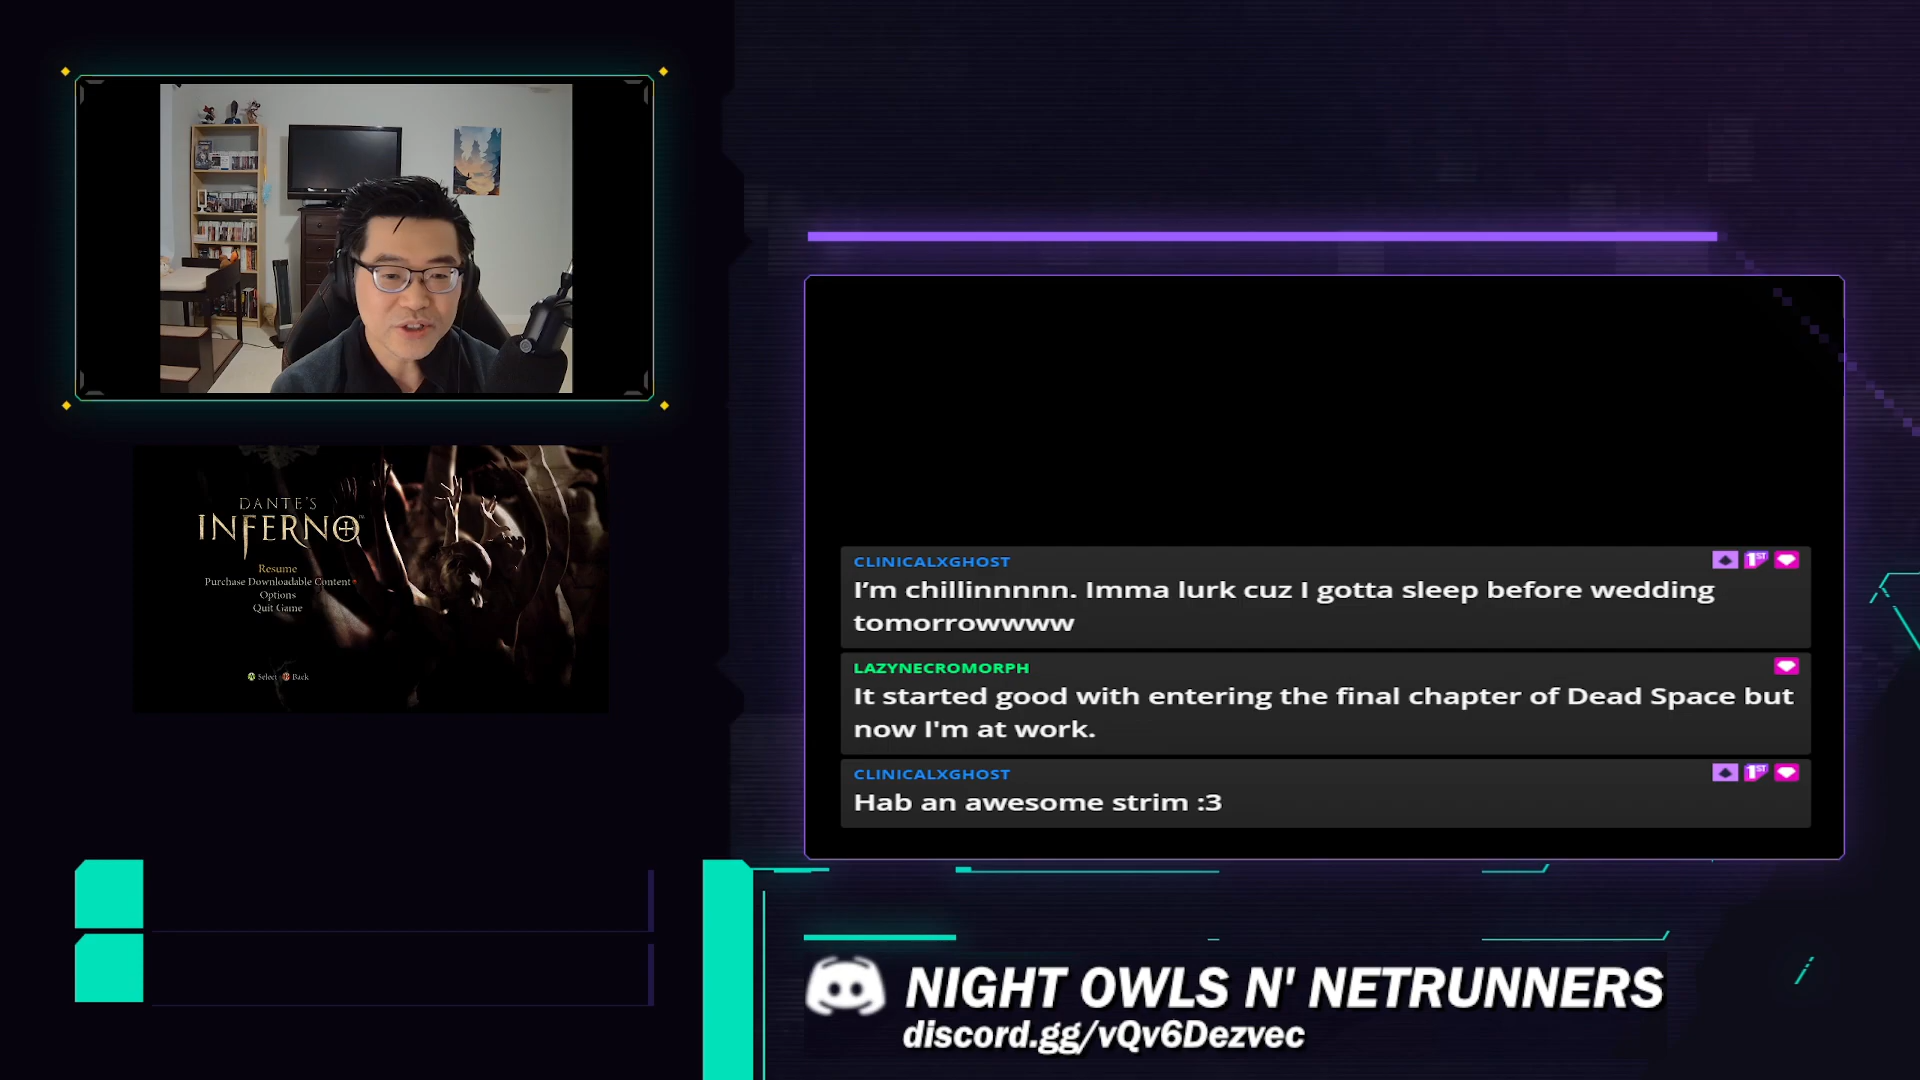 DANTE'S
INFERNO
Resume
Purchase Downloadable Content
Options
Quit Game
Select Back
CLINICALXGHOST
I'm chillinnnnn. Imma lurk cuz I gotta sleep before wedding
tomorrowwww
LAZYNECROMORPH
It started good with entering the final chapter of Dead Space but
now I'm at work.
CLINICALXGHOST
Hab an awesome strim :3
NIGHT OWLS N' NETRUNNERS
discord.gg/vQv6Dezvec